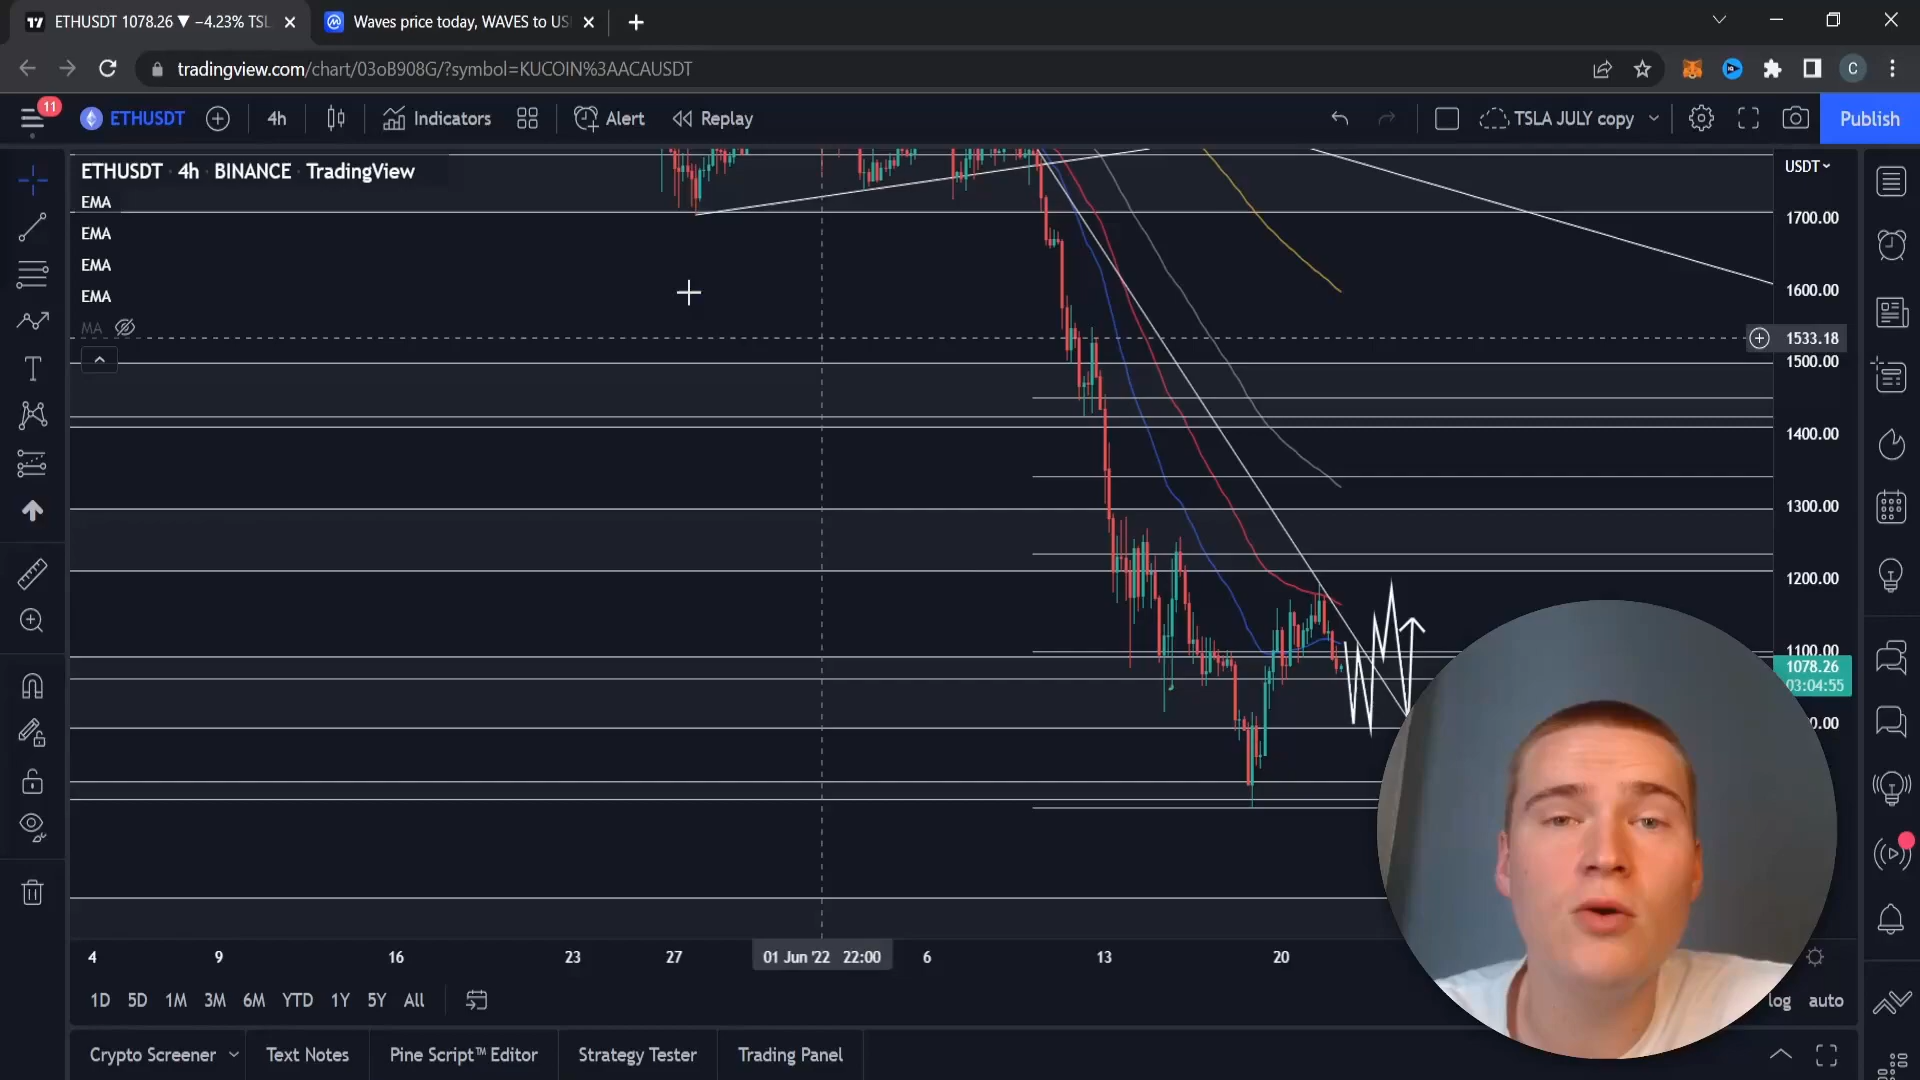 ETHUSDT 1078.26 ▼ −4.23% TSL
Waves price today, WAVES to US
tradingview.com/chart/03oB908G/?symbol=KUCOIN%3AACAUSDT
C
11
ETHUSDT
4h
Indicators
Alert
Replay
TSLA JULY copy
Publish
ETHUSDT · 4h · BINANCE · TradingView
EMA
EMA
EMA
EMA
MA
USDT
1700.00
1600.00
1533.18
1500.00
1400.00
1300.00
1200.00
1100.00
1078.26
03:04:55
0.00
4
9
16
23
27
01 Jun '22 22:00
6
13
20
1D
5D
1M
3M
6M
YTD
1Y
5Y
All
log
auto
Crypto Screener
Text Notes
Pine Script™ Editor
Strategy Tester
Trading Panel